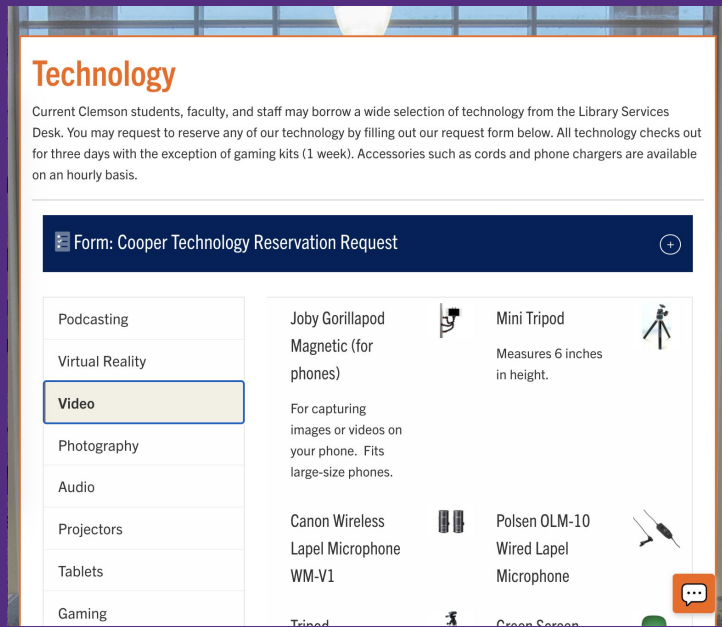 Technology
Current Clemson students, faculty, and staff may borrow a wide selection of technology from the Library Services
Desk. You may request to reserve any of our technology by filling out our request form below. All technology checks out
for three days with the exception of gaming kits (1 week). Accessories such as cords and phone chargers are available
on an hourly basis.
Form: Cooper Technology Reservation Request
Podcasting
Virtual Reality
Video
Photography
Audio
Projectors
Tablets
Gaming
Joby Gorillapod
Magnetic (for
phones)
For capturing
images or videos on
your phone. Fits
large-size phones.
Mini Tripod
Measures 6 inches
in height.
Canon Wireless
Lapel Microphone
WM-V1
Polsen OLM-10
Wired Lapel
Microphone
Tripod
Green Screen